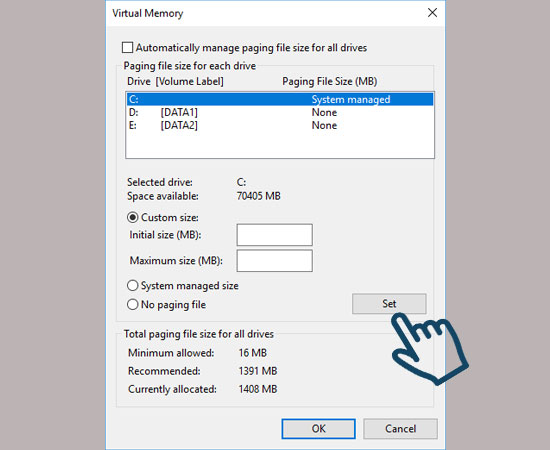 Virtual Memory
Automatically manage paging file size for all drives
Paging file size for each drive
Drive [Volume Label] Paging File Size (MB)
C: System managed
D: [DATA1] None
E: [DATA2] None
Selected drive: C:
Space available: 70405 MB
Custom size:
Initial size (MB):
Maximum size (MB):
System managed size
No paging file Set
Total paging file size for all drives
Minimum allowed: 16 MB
Recommended: 1391 MB
Currently allocated: 1408 MB
OK Cancel